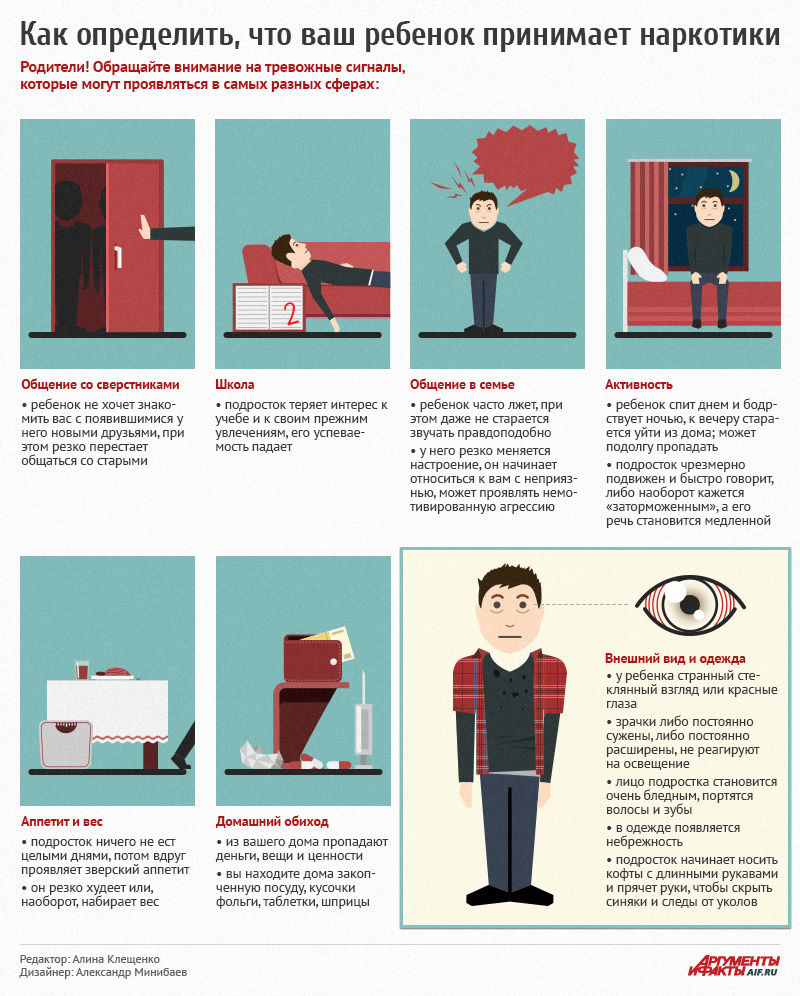 Как определить, что ваш ребенок принимает наркотики
Родители! Обращайте внимание на тревожные сигналы,
которые могут проявляться в самых разных сферах:
2
Общение со сверстниками
• ребенок не хочет знако-
мить вас с появившимися у
него новыми друзьями, при
этом резко перестает
общаться со старыми
Школа
• подросток теряет интерес к
учебе и к своим прежним
увлечениям, его успевае-
мость падает
Общение в семье
• ребенок часто лжет, при
этом даже не старается
звучать правдоподобно
• у него резко меняется
настроение, он начинает
относиться к вам с неприяз-
нью, может проявлять немо-
тивированную агрессию
Активность
• ребенок спит днем и бодр-
ствует ночью, к вечеру стара-
ется уйти из дома; может
подолгу пропадать
• подросток чрезмерно
подвижен и быстро говорит,
либо наоборот кажется
«заторможенным», а его
речь становится медленной
Аппетит и вес
• подросток ничего не ест
целыми днями, потом вдруг
проявляет зверский аппетит
• он резко худеет или,
наоборот, набирает вес
Домашний обиход
• из вашего дома пропадают
деньги, вещи и ценности
• вы находите дома закоп-
ченную посуду, кусочки
фольги, таблетки, шприцы
Внешний вид и одежда
• у ребенка странный сте-
клянный взгляд или красные
глаза
• зрачки либо постоянно
сужены, либо постоянно
расширены, не реагируют
на освещение
• лицо подростка становится
очень бледным, портятся
волосы и зубы
• в одежде появляется
небрежность
• подросток начинает носить
кофты с длинными рукавами
и прячет руки, чтобы скрыть
синяки и следы от уколов
Редактор: Алина Клещенко
Дизайнер: Александр Минибаев
АРГУМЕНТЫ
И ФАКТЫ AIF.RU